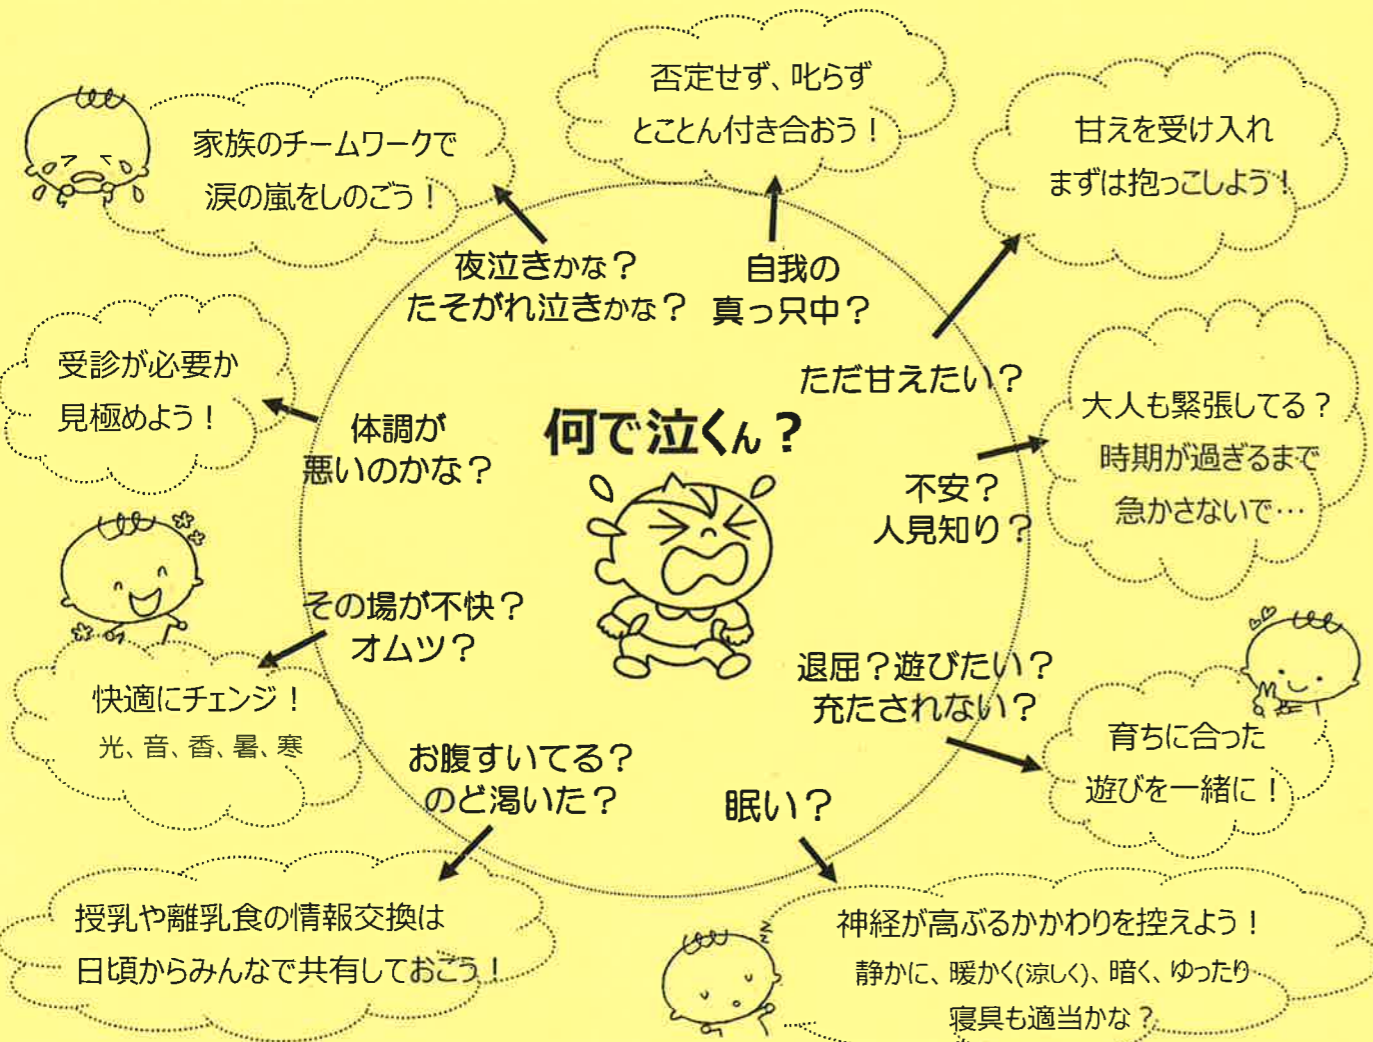 否定せず、叱らず
とことん付き合おう！
家族のチームワークで
涙の嵐をしのごう！
甘えを受け入れ
まずは抱っこしよう！
夜泣きかな？
たそがれ泣きかな？
自我の
真っ只中？
ただ甘えたい？
受診が必要か
見極めよう！
体調が
悪いのかな？
何で泣くん？
大人も緊張してる？
時期が過ぎるまで
急かさないで…
不安？
人見知り？
その場が不快？
オムツ？
快適にチェンジ！
光、音、香、暑、寒
退屈？遊びたい？
充たされない？
育ちに合った
遊びを一緒に！
お腹すいてる？
のど渇いた？
眠い？
授乳や離乳食の情報交換は
日頃からみんなで共有しておこう！
神経が高ぶるかかわりを控えよう！
静かに、暖かく(涼しく)、暗く、ゆったり
寝具も適当かな？